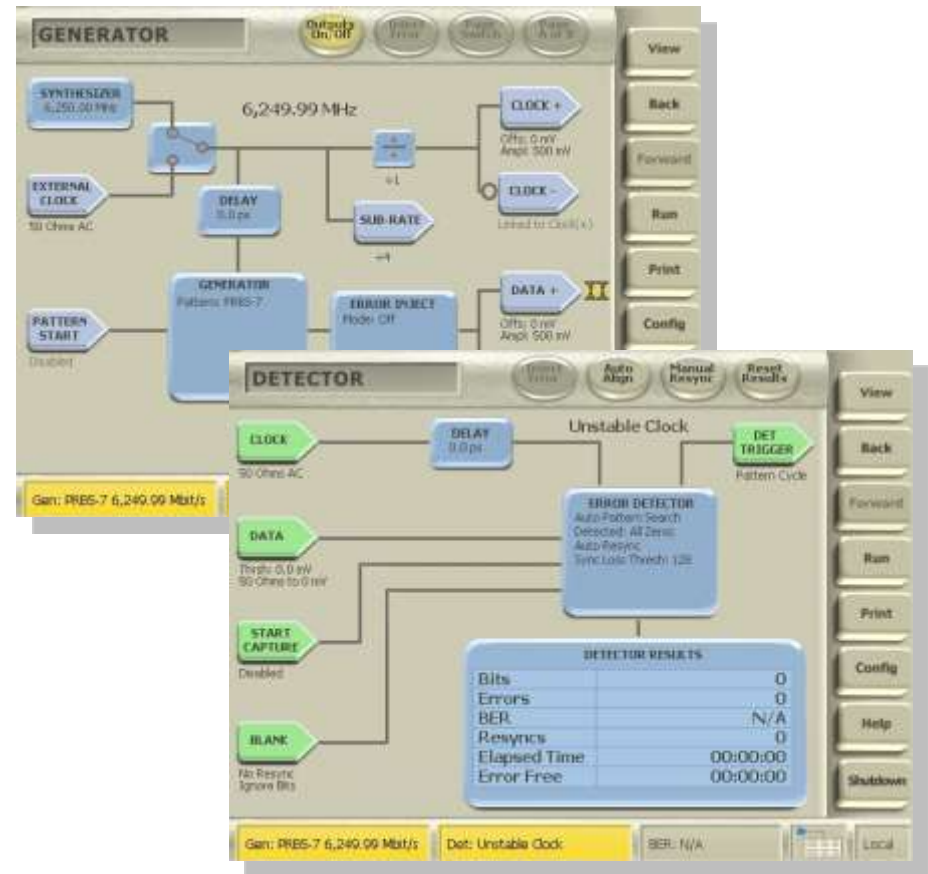 GENERATOR
Outputs On/Off
Insert Error
View
SYNTHESIZER
6,250.00 MHz
6,249.99 MHz
CLOCK +
Offs: 0 mV
Ampl: 500 mV
Back
Forward
EXTERNAL
CLOCK
50 Ohms AC
DELAY
0.0 ps
÷1
CLOCK -
Linked to Clock(+)
SUB-RATE
÷4
Run
Print
GENERATOR
Pattern: PRBS-7
ERROR INJECT
Mode: Off
DATA +
Offs: 0 mV
Ampl: 500 mV
Config
PATTERN
START
Disabled
Gen: PRBS-7 6,249.99 Mbit/s
DETECTOR
Insert Error
Auto Align
Manual Resync
Reset Results
View
CLOCK
50 Ohms AC
DELAY
0.0 ps
Unstable Clock
DET
TRIGGER
Pattern Cycle
Back
Forward
ERROR DETECTOR
Auto Pattern Search
Detected: All Zeros
Auto Resync
Sync Loss Thresh: 128
DATA
Thrsh: 0.0 mV
50 Ohms to 0 mV
Run
Print
START
CAPTURE
Disabled
DETECTOR RESULTS
Bits 0
Errors 0
BER N/A
Resyncs 0
Elapsed Time 00:00:00
Error Free 00:00:00
Config
Help
BLANK
No Resync
Ignore Bits
Shutdown
Gen: PRBS-7 6,249.99 Mbit/s
Det: Unstable Clock
BER: N/A
Local